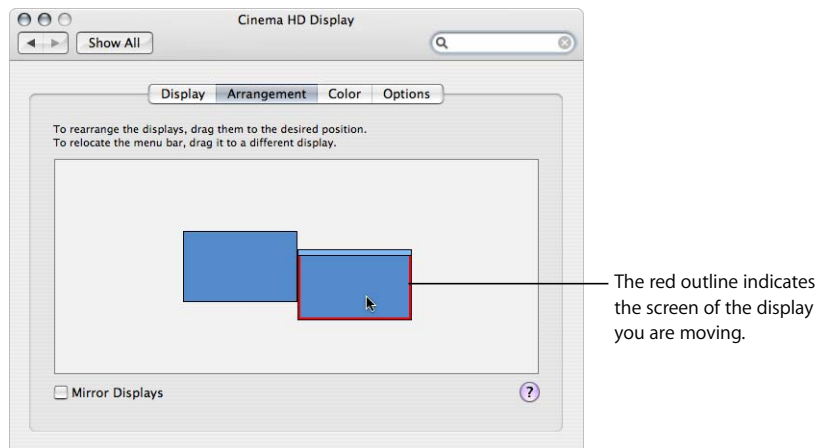 Cinema HD Display
Show All
Display Arrangement Color Options
To rearrange the displays, drag them to the desired position.
To relocate the menu bar, drag it to a different display.
The red outline indicates
the screen of the display
you are moving.
Mirror Displays
?